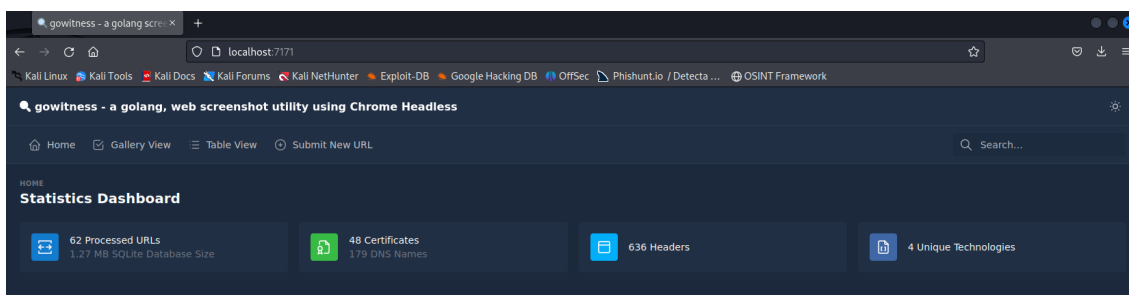 gowitness - a golang scree
localhost:7171
Kali Linux Kali Tools Kali Docs Kali Forums Kali NetHunter Exploit-DB Google Hacking DB OffSec Phishunt.io / Detecta ... OSINT Framework
gowitness - a golang, web screenshot utility using Chrome Headless
Home Gallery View Table View Submit New URL Search...
HOME
Statistics Dashboard
62 Processed URLs
1.27 MB SQLite Database Size
48 Certificates
179 DNS Names
636 Headers
4 Unique Technologies